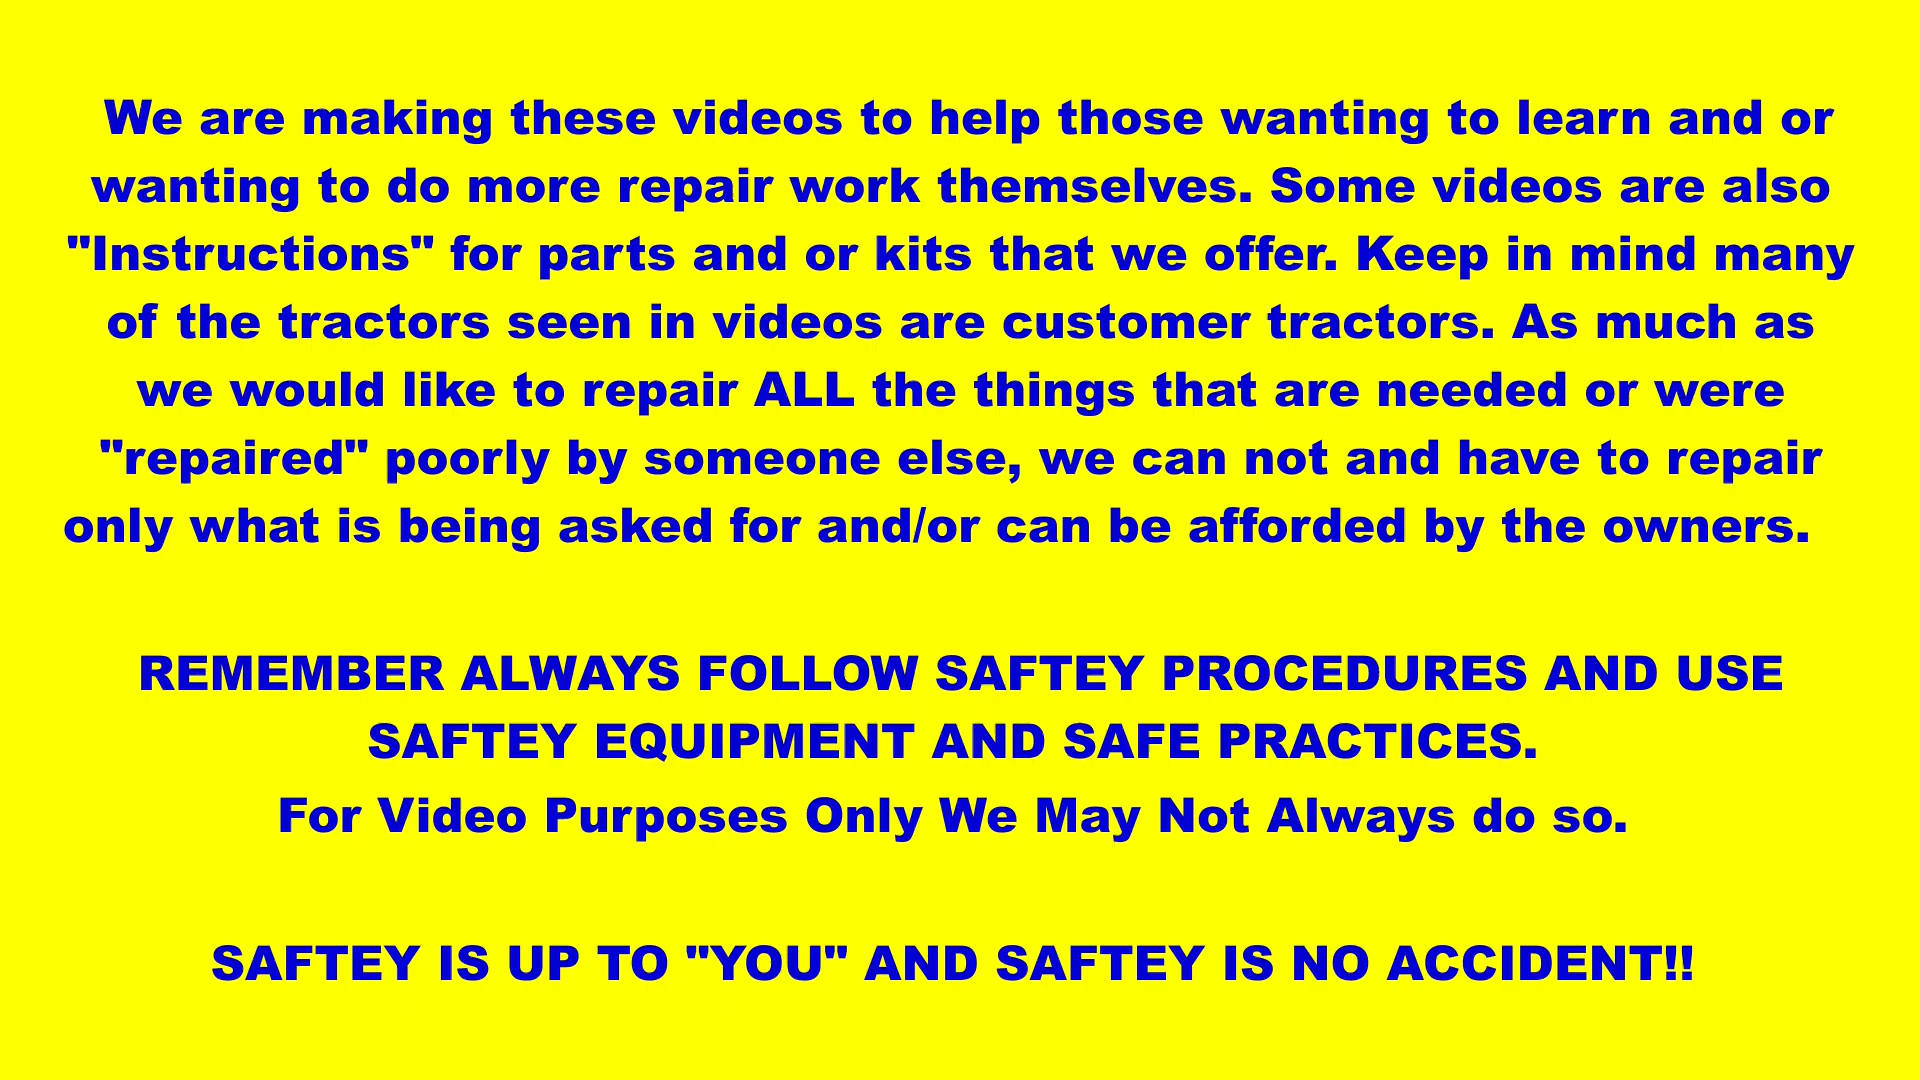 We are making these videos to help those wanting to learn and or
wanting to do more repair work themselves. Some videos are also
"Instructions" for parts and or kits that we offer. Keep in mind many
of the tractors seen in videos are customer tractors. As much as
we would like to repair ALL the things that are needed or were
"repaired" poorly by someone else, we can not and have to repair
only what is being asked for and/or can be afforded by the owners.
REMEMBER ALWAYS FOLLOW SAFTEY PROCEDURES AND USE
SAFTEY EQUIPMENT AND SAFE PRACTICES.
For Video Purposes Only We May Not Always do so.
SAFTEY IS UP TO "YOU" AND SAFTEY IS NO ACCIDENT!!